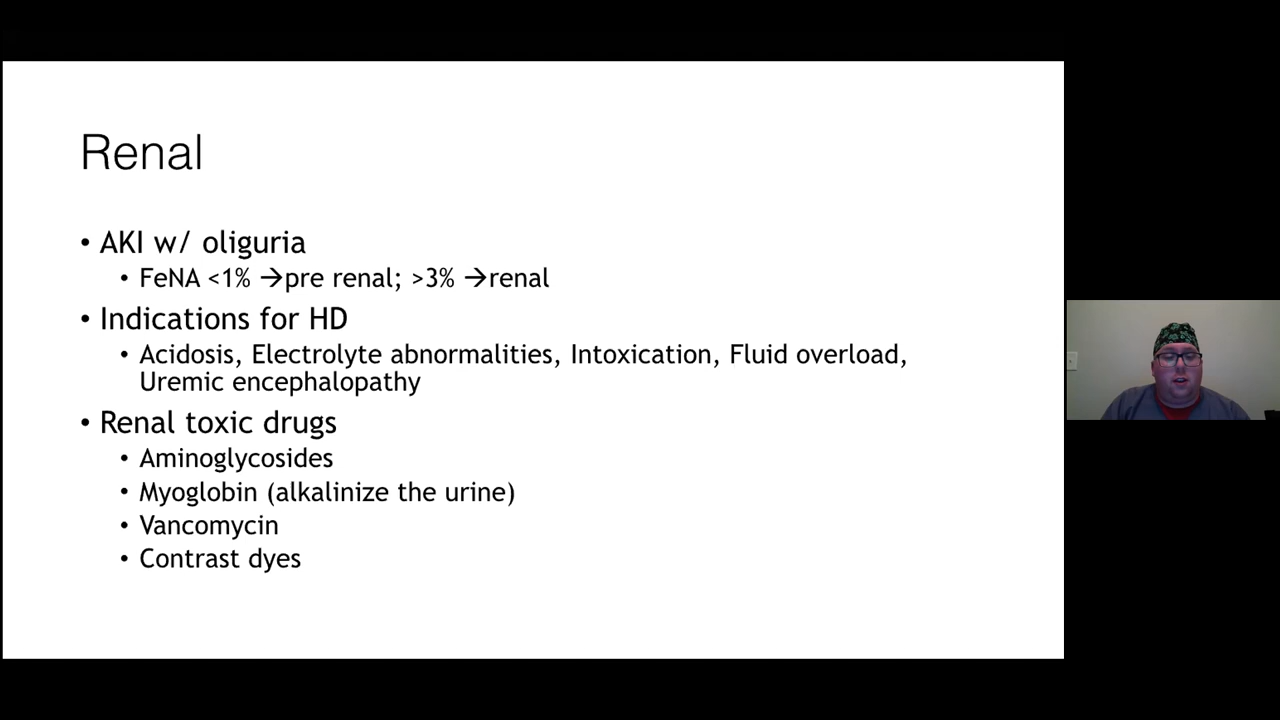 Renal
• AKI w/ oliguria
• FeNA <1% →pre renal; >3% →renal
• Indications for HD
• Acidosis, Electrolyte abnormalities, Intoxication, Fluid overload,
Uremic encephalopathy
• Renal toxic drugs
• Aminoglycosides
• Myoglobin (alkalinize the urine)
• Vancomycin
• Contrast dyes